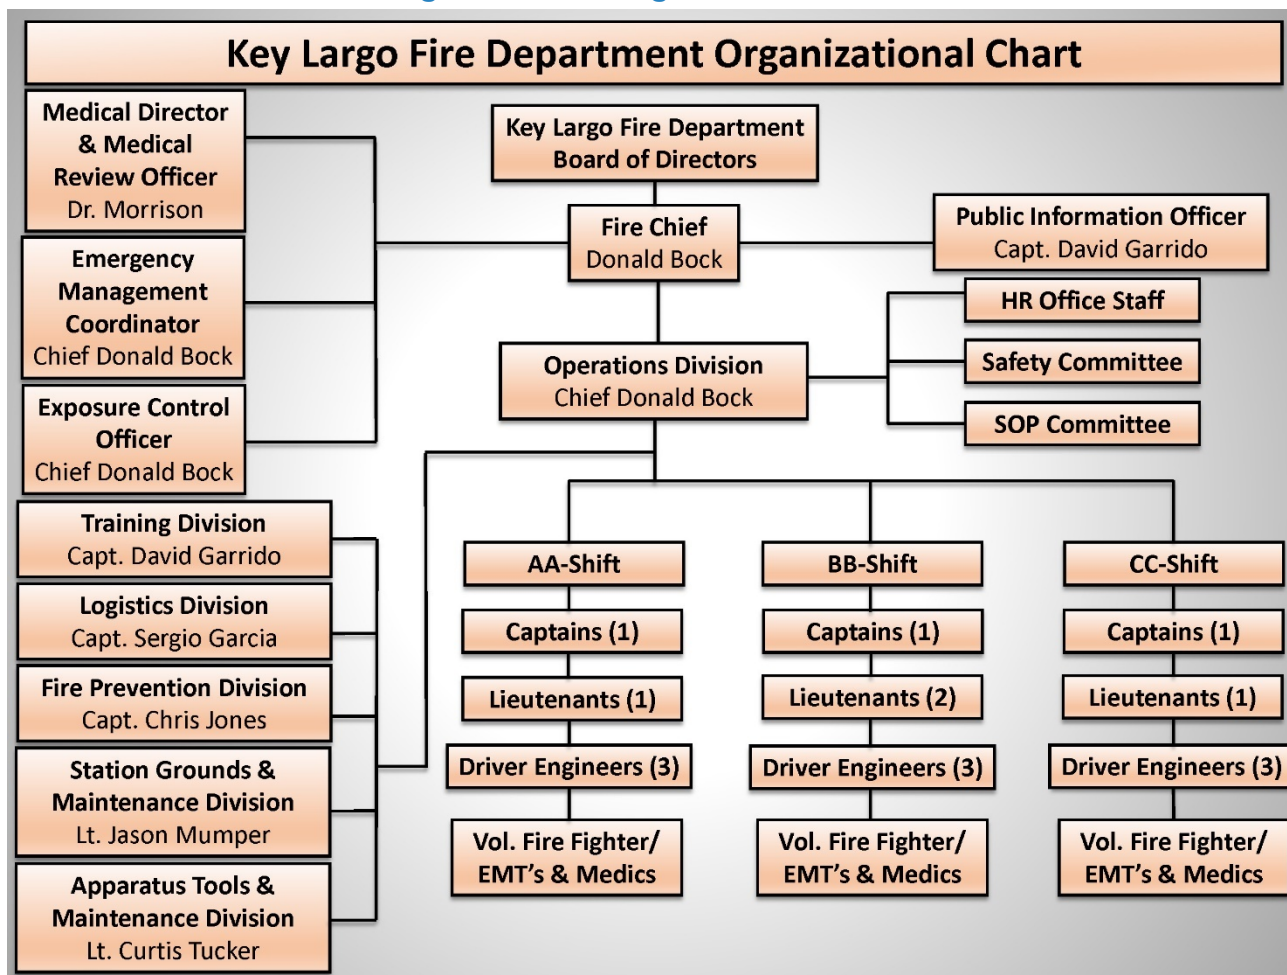 Key Largo Fire Department Organizational Chart
Medical Director
& Medical
Review Officer
Dr. Morrison
Key Largo Fire Department
Board of Directors
Fire Chief
Donald Bock
Public Information Officer
Capt. David Garrido
Emergency
Management
Coordinator
Chief Donald Bock
HR Office Staff
Safety Committee
SOP Committee
Operations Division
Chief Donald Bock
Exposure Control
Officer
Chief Donald Bock
Training Division
Capt. David Garrido
Logistics Division
Capt. Sergio Garcia
Fire Prevention Division
Capt. Chris Jones
Station Grounds &
Maintenance Division
Lt. Jason Mumper
Apparatus Tools &
Maintenance Division
Lt. Curtis Tucker
AA-Shift
Captains (1)
Lieutenants (1)
Driver Engineers (3)
Vol. Fire Fighter/
EMT's & Medics
BB-Shift
Captains (1)
Lieutenants (2)
Driver Engineers (3)
Vol. Fire Fighter/
EMT's & Medics
CC-Shift
Captains (1)
Lieutenants (1)
Driver Engineers (3)
Vol. Fire Fighter/
EMT's & Medics